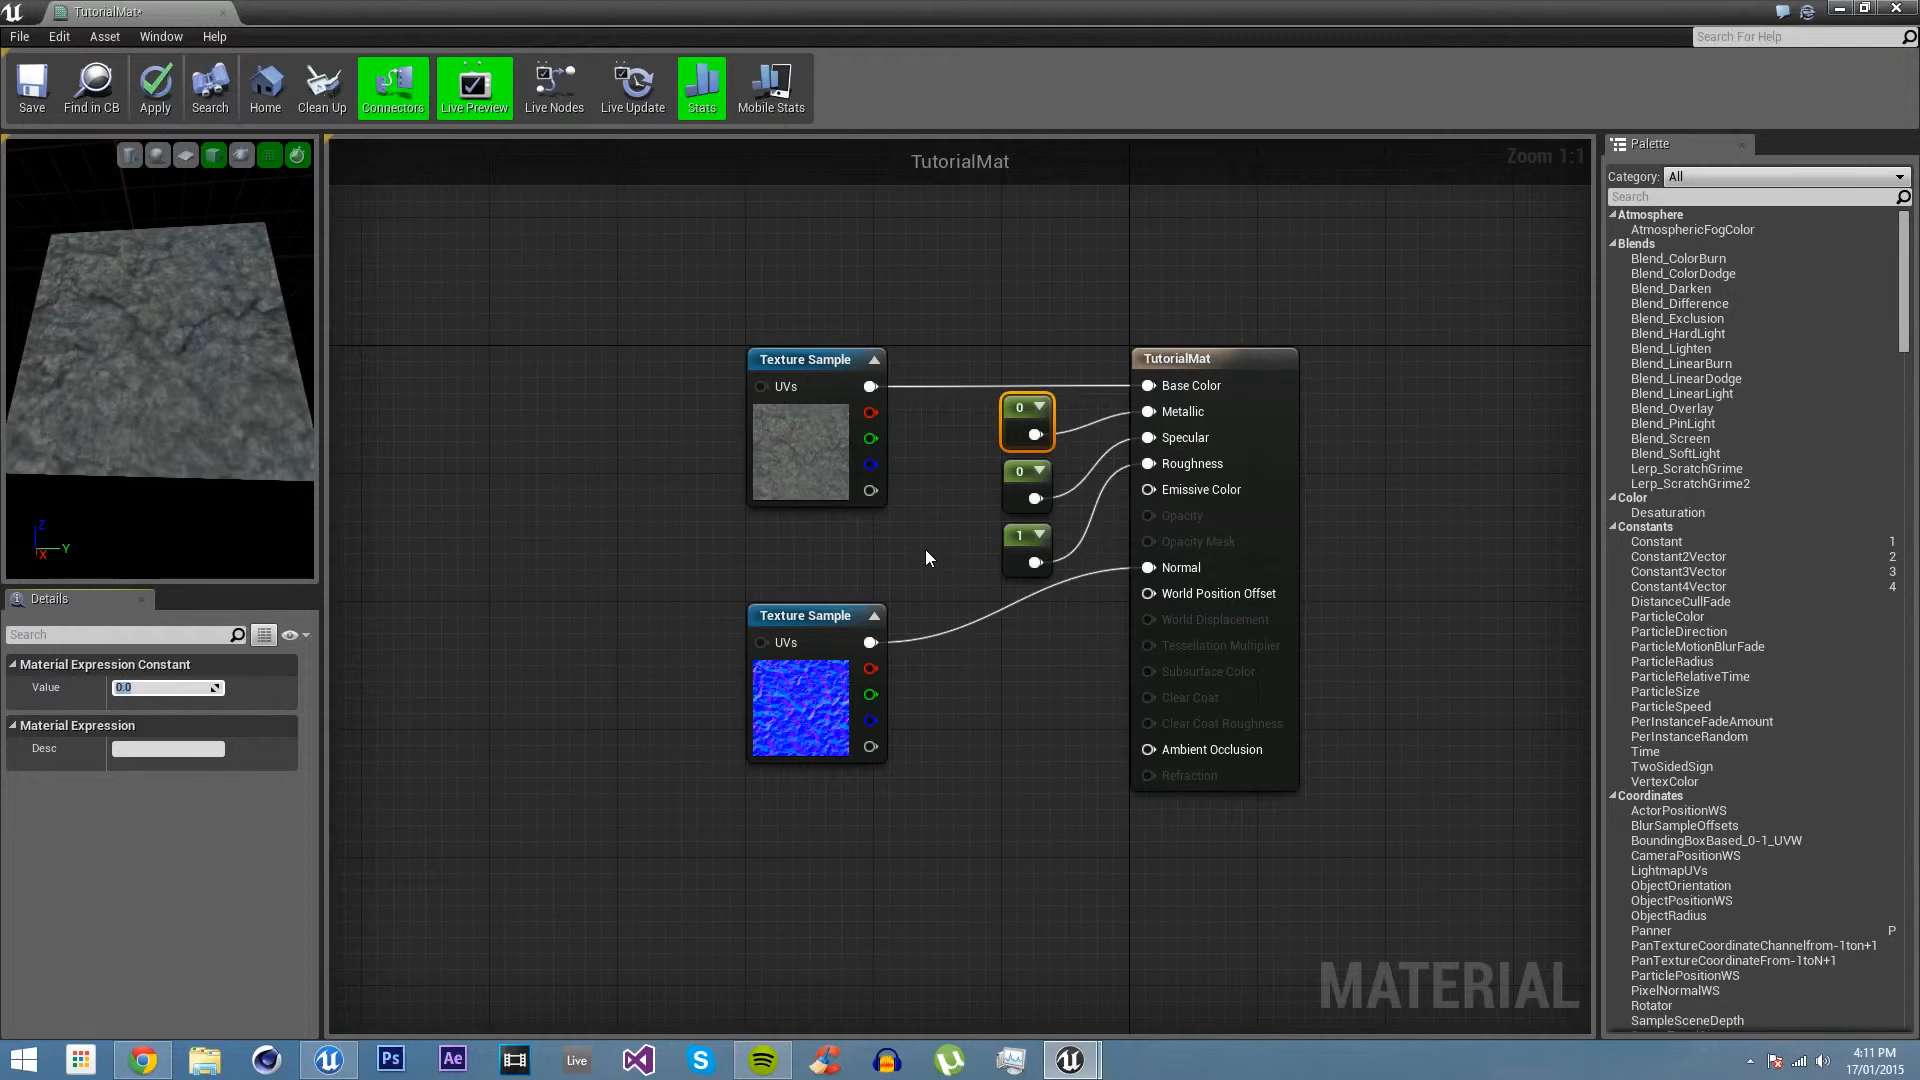 TutorialMat*
File Edit Asset Window Help
Search For Help
Save Find in CB Apply Search Home Clean Up Connectors Live Preview Live Nodes Live Update Stats Mobile Stats
TutorialMat
Zoom 1:1
Palette
Category: All
Search
Atmosphere
AtmosphericFogColor
Blends
Blend_ColorBurn
Blend_ColorDodge
Blend_Darken
Blend_Difference
Blend_Exclusion
Blend_HardLight
Blend_Lighten
Blend_LinearBurn
Blend_LinearDodge
Blend_LinearLight
Blend_Overlay
Blend_PinLight
Blend_Screen
Blend_SoftLight
Lerp_ScratchGrime
Lerp_ScratchGrime2
Color
Desaturation
Constants
Constant 1
Constant2Vector 2
Constant3Vector 3
Constant4Vector 4
DistanceCullFade
ParticleColor
ParticleDirection
ParticleMotionBlurFade
ParticleRadius
ParticleRelativeTime
ParticleSize
ParticleSpeed
PerInstanceFadeAmount
PerInstanceRandom
Time
TwoSidedSign
VertexColor
Coordinates
ActorPositionWS
BlurSampleOffsets
BoundingBoxBased_0-1_UVW
CameraPositionWS
LightmapUVs
ObjectOrientation
ObjectPositionWS
ObjectRadius
Panner P
PanTextureCoordinateChannelfrom-1ton+1
PanTextureCoordinateFrom-1toN+1
ParticlePositionWS
PixelNormalWS
Rotator
SampleSceneDepth
Texture Sample
UVs
0
0
1
Texture Sample
UVs
TutorialMat
Base Color
Metallic
Specular
Roughness
Emissive Color
Opacity
Opacity Mask
Normal
World Position Offset
World Displacement
Tessellation Multiplier
Subsurface Color
Clear Coat
Clear Coat Roughness
Ambient Occlusion
Refraction
MATERIAL
Z
Y
X
Details
Search
Material Expression Constant
Value 0.0
Material Expression
Desc
Ps
Ae
Live
4:11 PM
17/01/2015